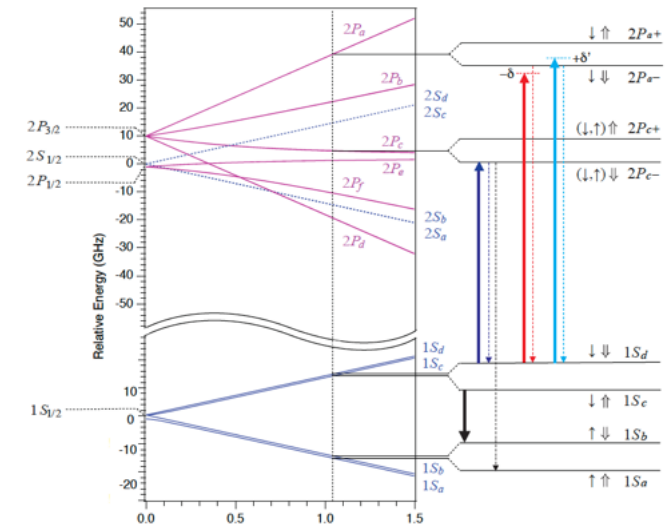 50
40
30
20
10
0
-10
-20
-30
-40
-50
10
0
-10
-20
Relative Energy (GHz)
2P3/2
2S1/2
2P1/2
1S1/2
2Pa
2Pb
2Sd
2Sc
2Pc
2Pe
2Pf
2Sb
2Sa
2Pd
1Sd
1Sc
1Sb
1Sa
0.0 0.5 1.0 1.5
↓⇑ 2Pa+
+δ'
-δ
↓⇓ 2Pa−
(↓,↑)⇑ 2Pc+
(↓,↑)⇓ 2Pc−
↓⇓ 1Sd
↓⇑ 1Sc
↑⇓ 1Sb
↑⇑ 1Sa